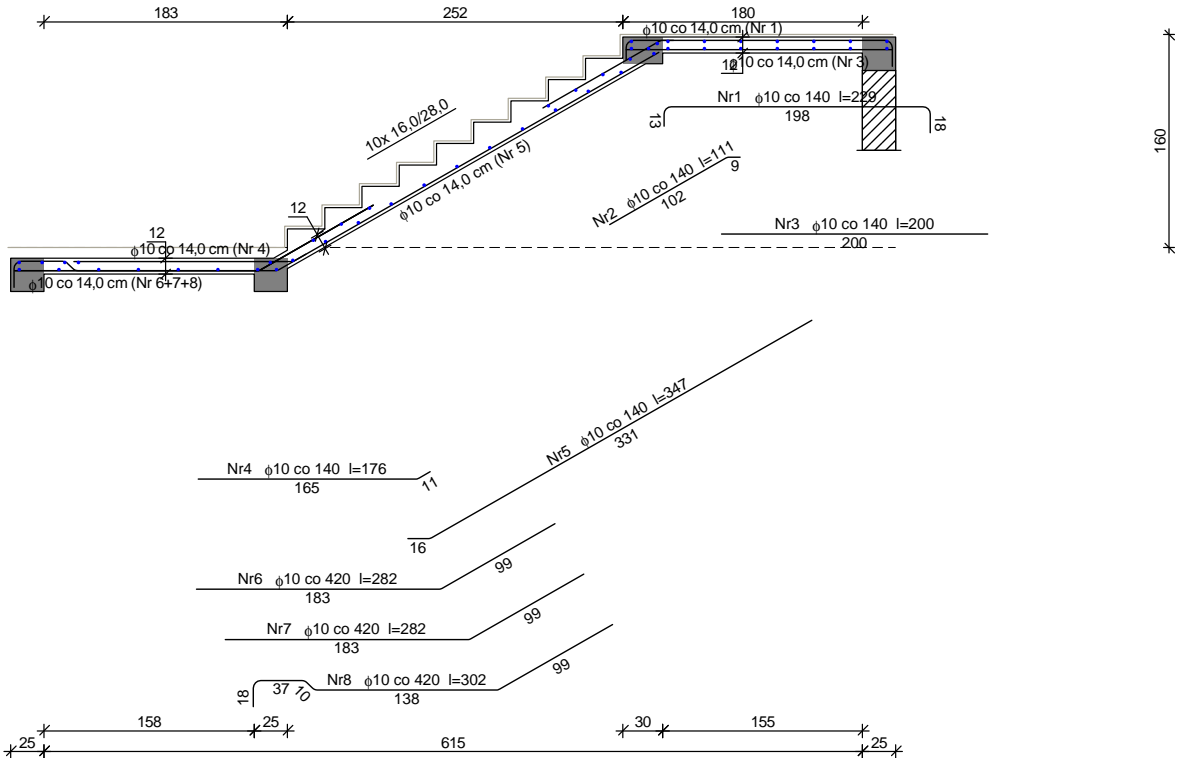 183
252
180
ϕ10 co 14,0 cm (Nr 1)
ϕ10 co 14,0 cm (Nr 3)
12
Nr1 ϕ10 co 140 l=229
198
13
18
160
10x 16,0/28,0
ϕ10 co 14,0 cm (Nr 5)
Nr2 ϕ10 co 140 l=111
102
9
Nr3 ϕ10 co 140 l=200
200
12
12
ϕ10 co 14,0 cm (Nr 4)
ϕ10 co 14,0 cm (Nr 6+7+8)
Nr5 ϕ10 co 140 l=347
331
16
Nr4 ϕ10 co 140 l=176
165
11
Nr6 ϕ10 co 420 l=282
183
99
Nr7 ϕ10 co 420 l=282
183
99
Nr8 ϕ10 co 420 l=302
18
37
10
138
99
158
25
30
155
25
615
25